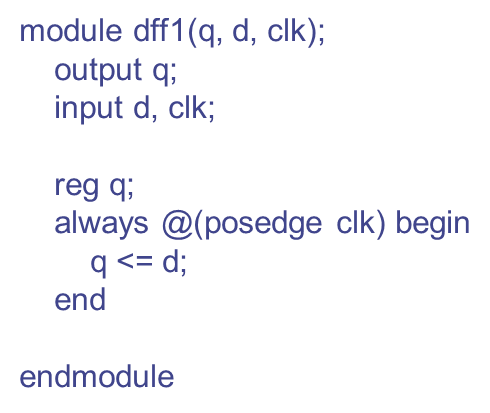 module dff1(q, d, clk);
output q;
input d, clk;
reg q;
always @(posedge clk) begin
q <= d;
end
endmodule